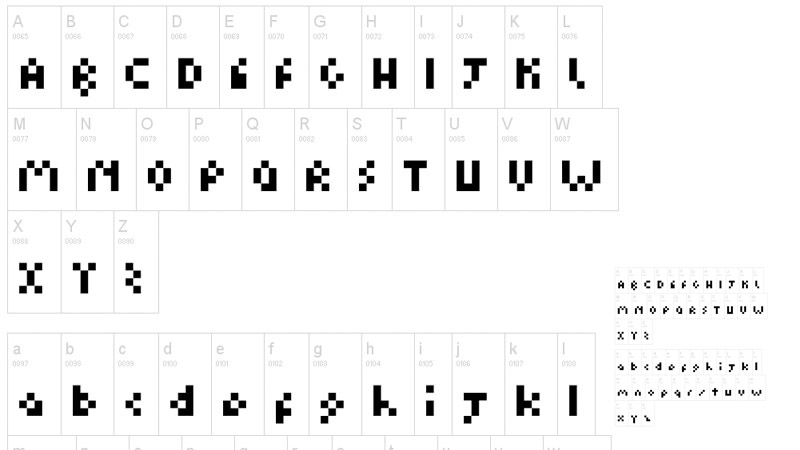 A B C D E F G H I J K L
0065 0066 0067 0068 0069 0070 0071 0072 0073 0074 0075 0076
A B C D E F G H I J K L
M N O P Q R S T U V W
0077 0078 0079 0080 0081 0082 0083 0084 0085 0086 0087
M N O P Q R S T U V W
X Y Z
0088 0089 0090
X Y Z
a b c d e f g h i j k l
0097 0098 0099 0100 0101 0102 0103 0104 0105 0106 0107 0108
a b c d e f g h i j k l
A B C D E F G H I J K L
M N O P Q R S T U V W
X Y Z
a b c d e f g h i j k l
m n o p q r s t u v w
x y z